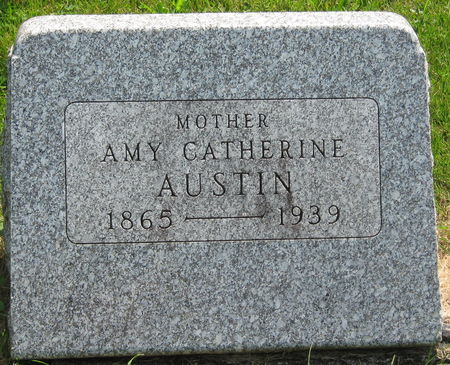 MOTHER
AMY CATHERINE
AUSTIN
1865 — 1939